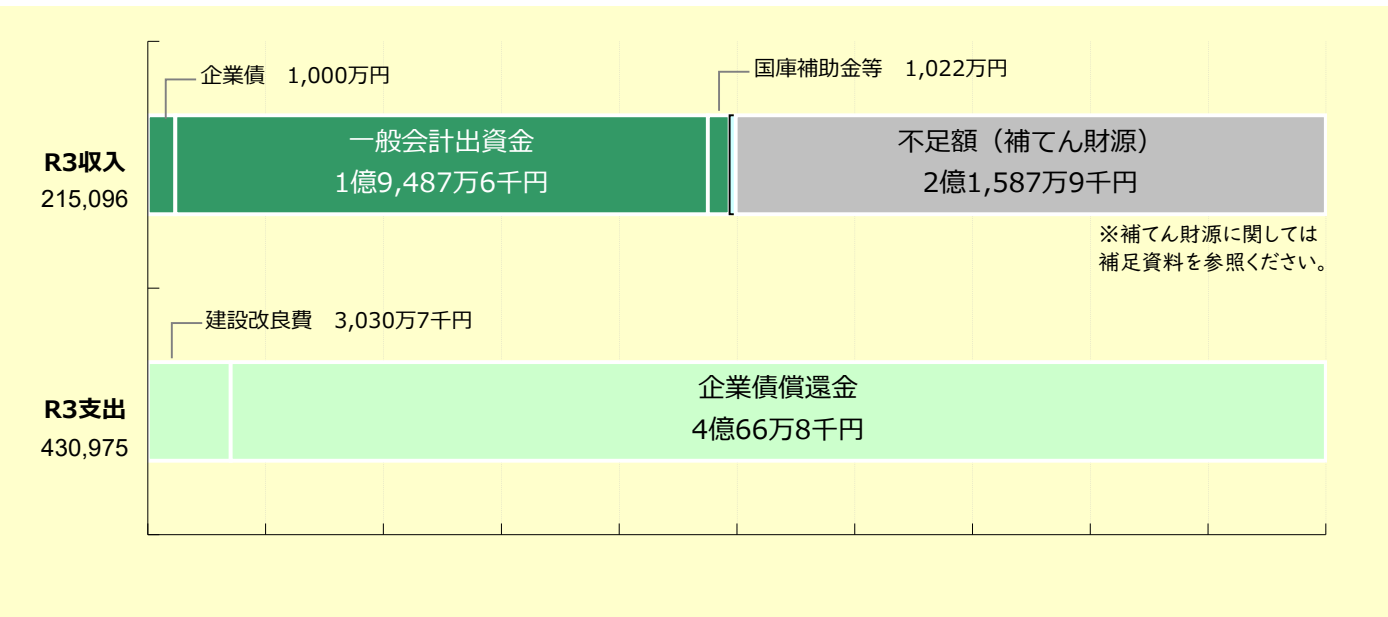 企業債　1,000万円
国庫補助金等　1,022万円
R3収入
215,096
一般会計出資金
1億9,487万6千円
不足額（補てん財源）
2億1,587万9千円
※補てん財源に関しては
補足資料を参照ください。
建設改良費　3,030万7千円
R3支出
430,975
企業債償還金
4億66万8千円